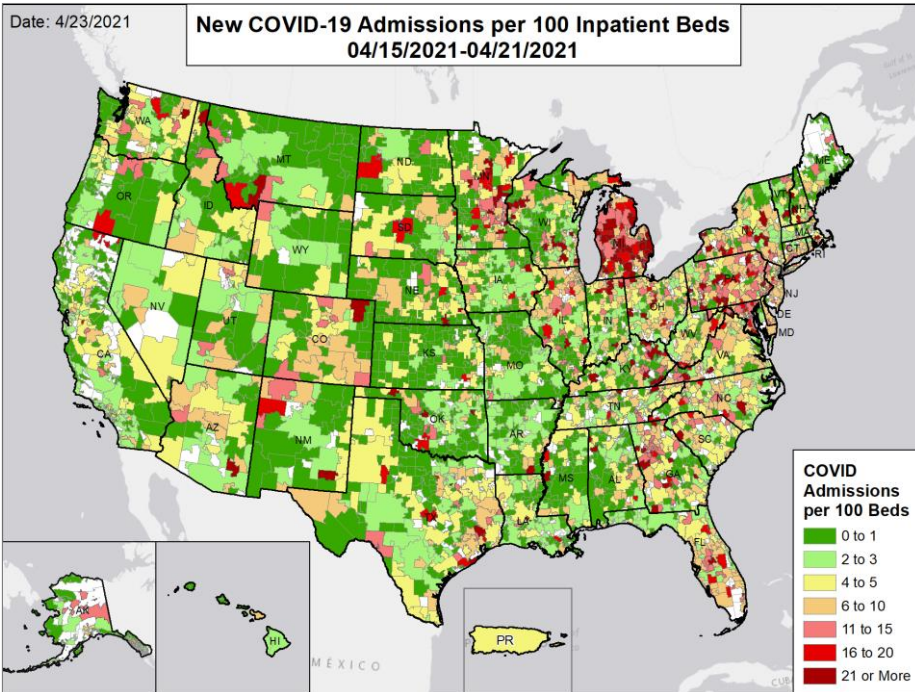 Date: 4/23/2021
New COVID-19 Admissions per 100 Inpatient Beds
04/15/2021-04/21/2021
WA
MT
ND
MN
ME
OR
ID
SD
WI
MI
VT
NH
NY
MA
CT
RI
WY
IA
NE
PA
NJ
NV
UT
CO
IL
IN
OH
DE
MD
WV
VA
CA
KS
MO
KY
NC
TN
AZ
NM
OK
AR
SC
MS
AL
GA
LA
FL
AK
HI
PR
MÉXICO
CUBA
COVID
Admissions
per 100 Beds
0 to 1
2 to 3
4 to 5
6 to 10
11 to 15
16 to 20
21 or More